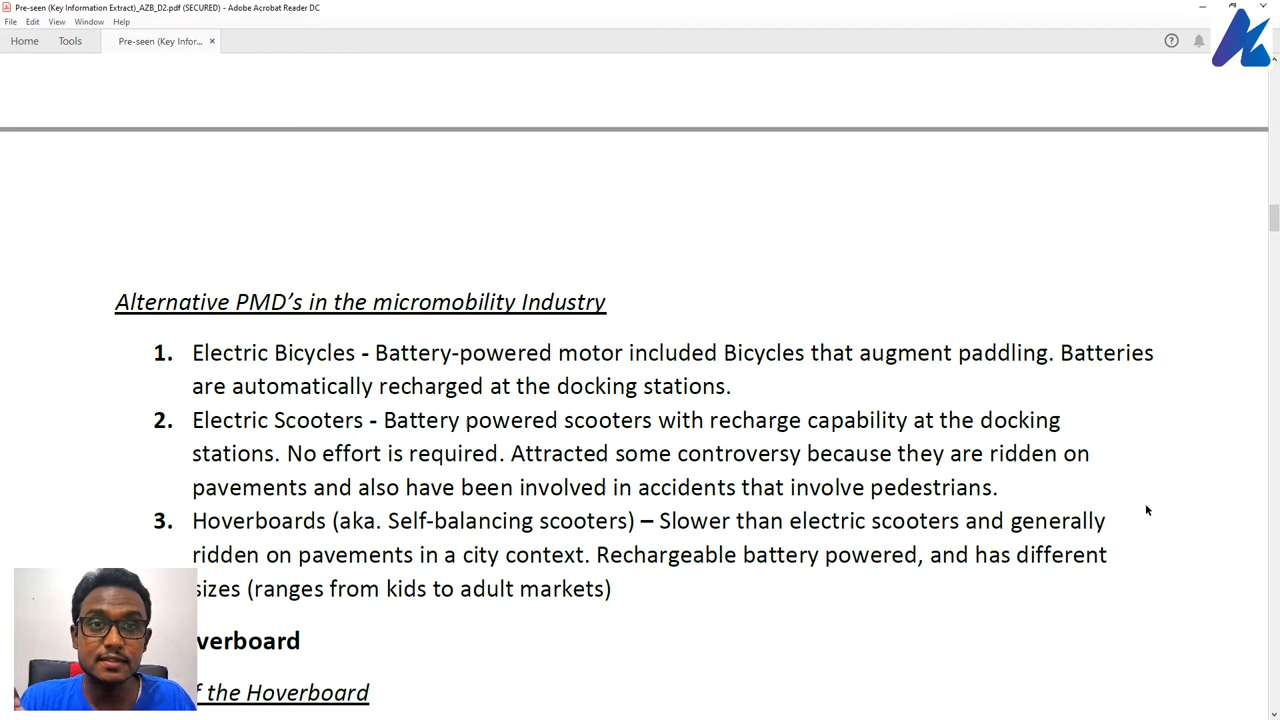 Pre-seen (Key Information Extract)_AZB_D2.pdf (SECURED) - Adobe Acrobat Reader DC
File Edit View Window Help
Home Tools Pre-seen (Key Infor... ×
Alternative PMD’s in the micromobility Industry
1. Electric Bicycles - Battery-powered motor included Bicycles that augment paddling. Batteries
are automatically recharged at the docking stations.
2. Electric Scooters - Battery powered scooters with recharge capability at the docking
stations. No effort is required. Attracted some controversy because they are ridden on
pavements and also have been involved in accidents that involve pedestrians.
3. Hoverboards (aka. Self-balancing scooters) – Slower than electric scooters and generally
ridden on pavements in a city context. Rechargeable battery powered, and has different
sizes (ranges from kids to adult markets)
verboard
f the Hoverboard